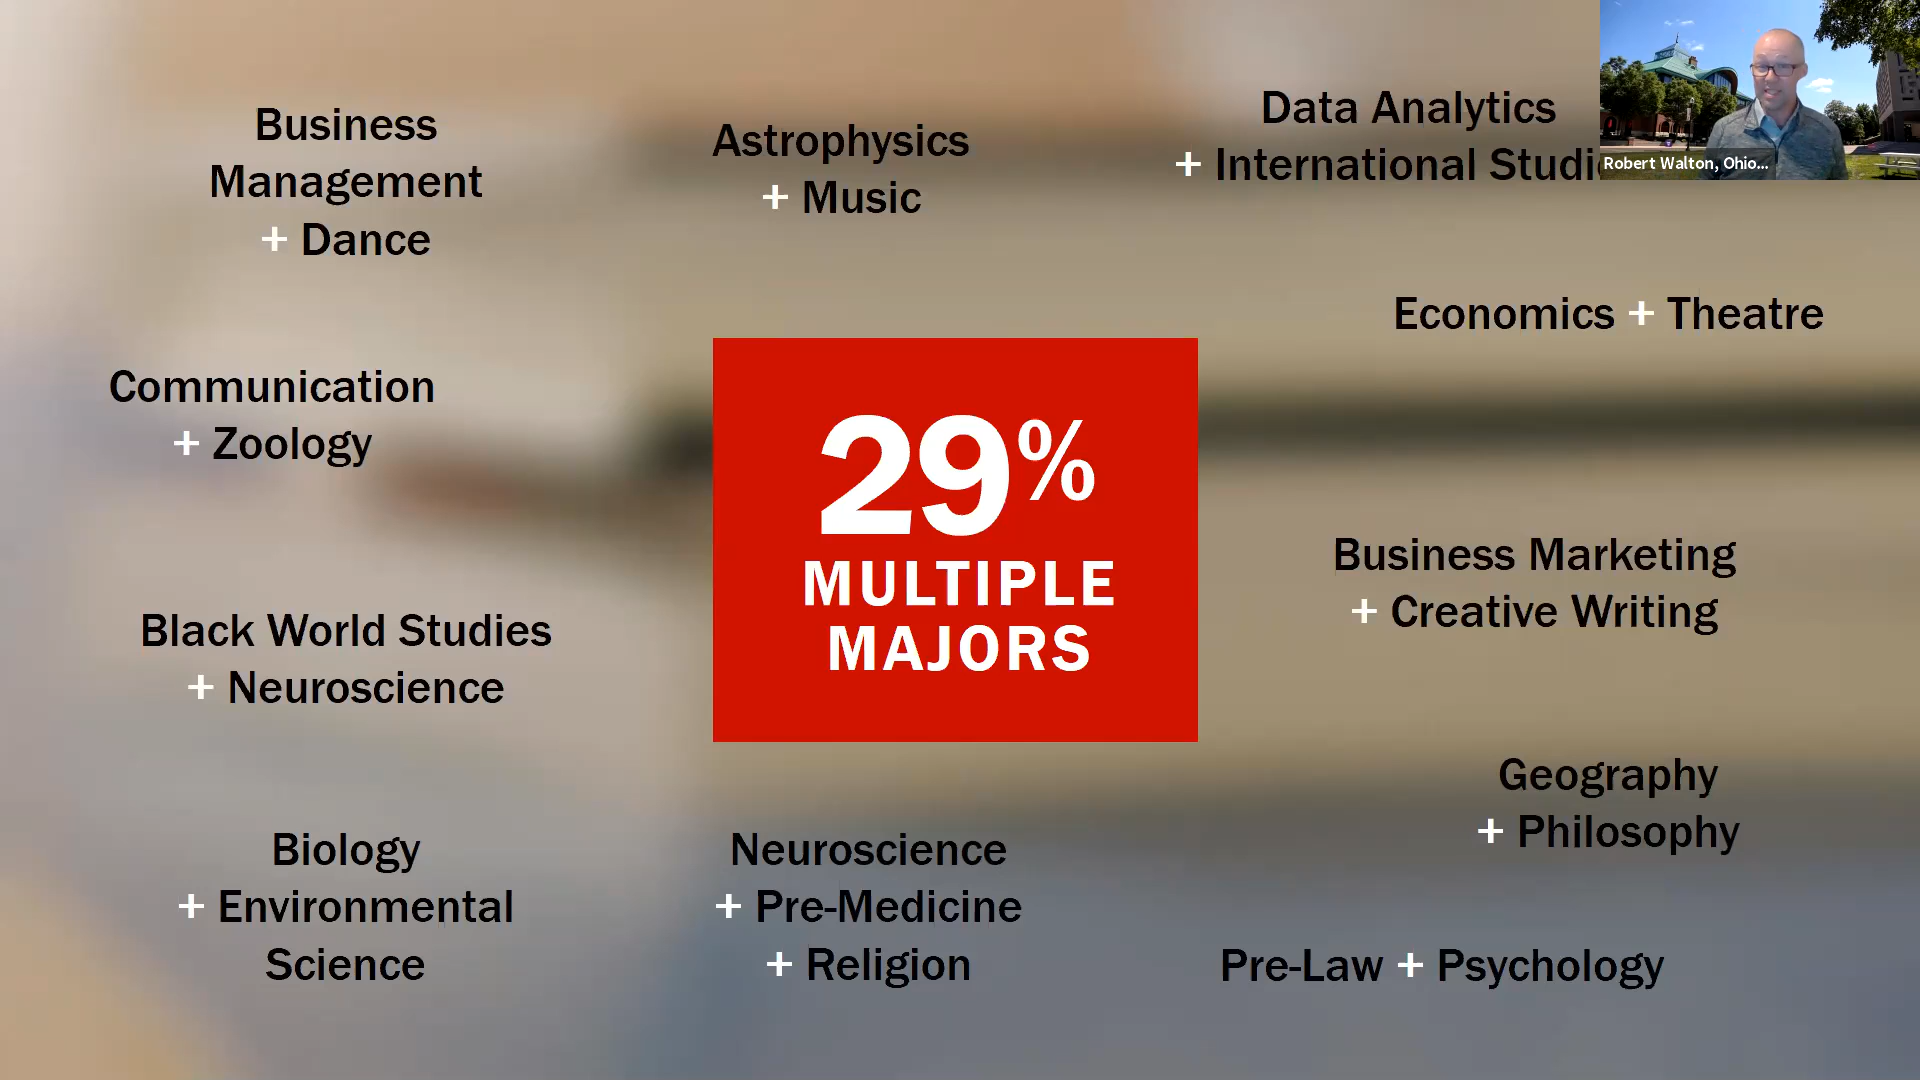 Business
Management
+ Dance
Astrophysics
+ Music
Data Analytics
+ International
Robert Walton, Ohio...
Economics + Theatre
Communication
+ Zoology
29%
MULTIPLE
MAJORS
Business Marketing
+ Creative Writing
Black World Studies
+ Neuroscience
Geography
+ Philosophy
Biology
+ Environmental
Science
Neuroscience
+ Pre-Medicine
+ Religion
Pre-Law + Psychology